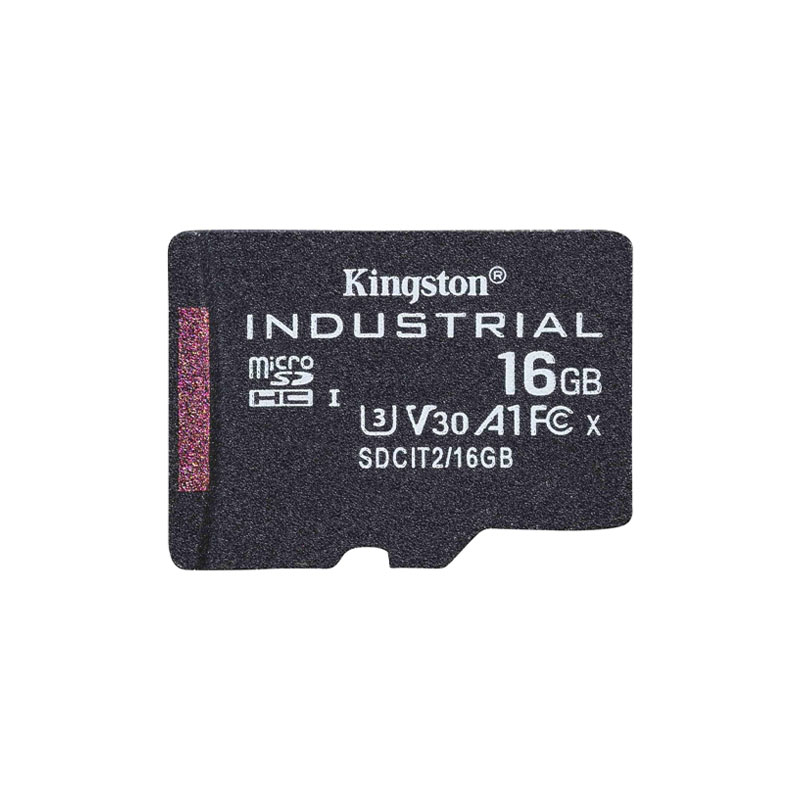 Kingston®
INDUSTRIAL
micro SD HC I
16GB
U3 V30 A1 FC X
SDCIT2/16GB